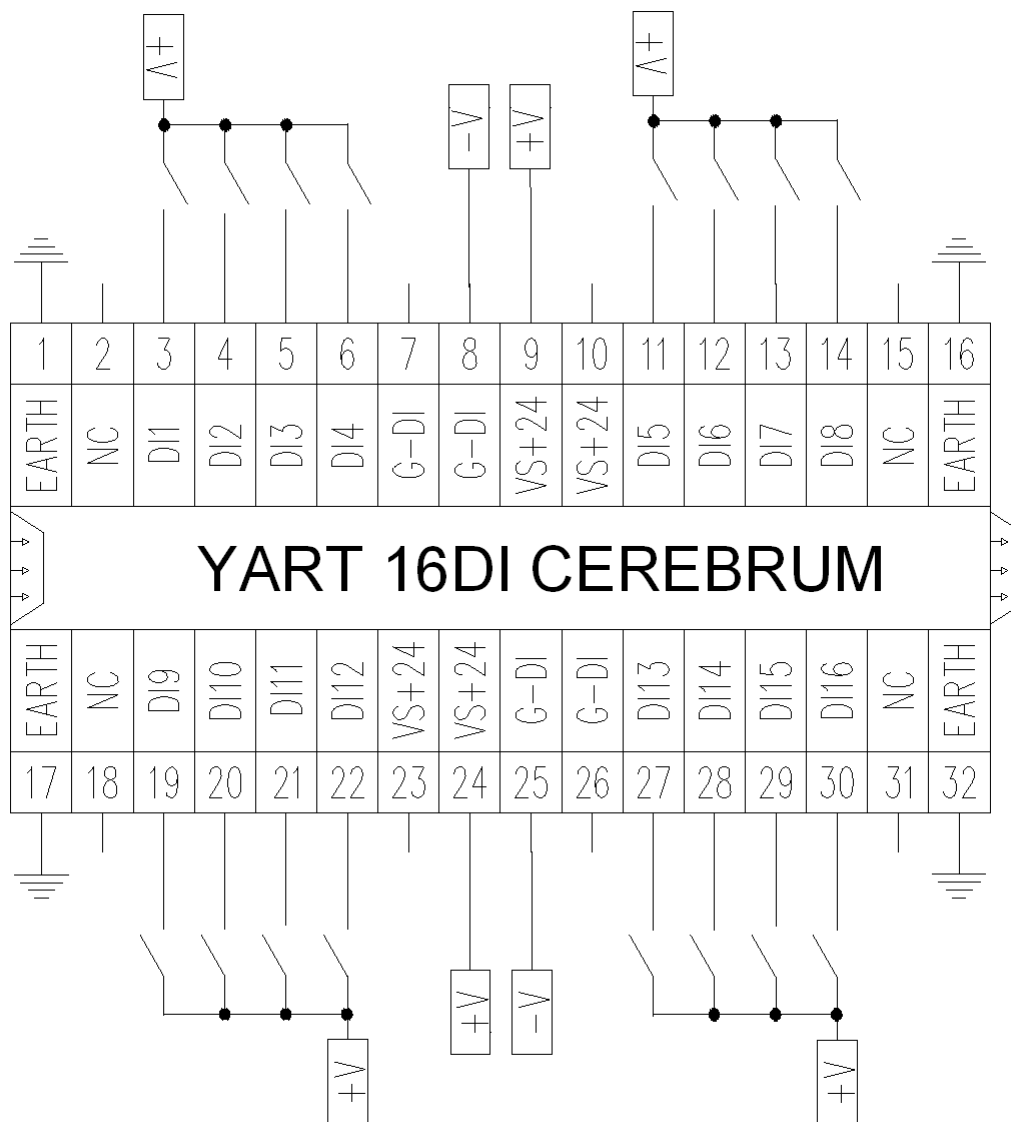 +V +V
-V +V
1 2 3 4 5 6 7 8 9 10 11 12 13 14 15 16
EARTH NC DI1 DI2 DI3 DI4 G-DI G-DI VS+24 VS+24 DI5 DI6 DI7 DI8 NC EARTH
YART 16DI CEREBRUM
EARTH NC DI9 DI10 DI11 DI12 VS+24 VS+24 G-DI G-DI DI13 DI14 DI15 DI16 NC EARTH
17 18 19 20 21 22 23 24 25 26 27 28 29 30 31 32
+V -V
+V +V